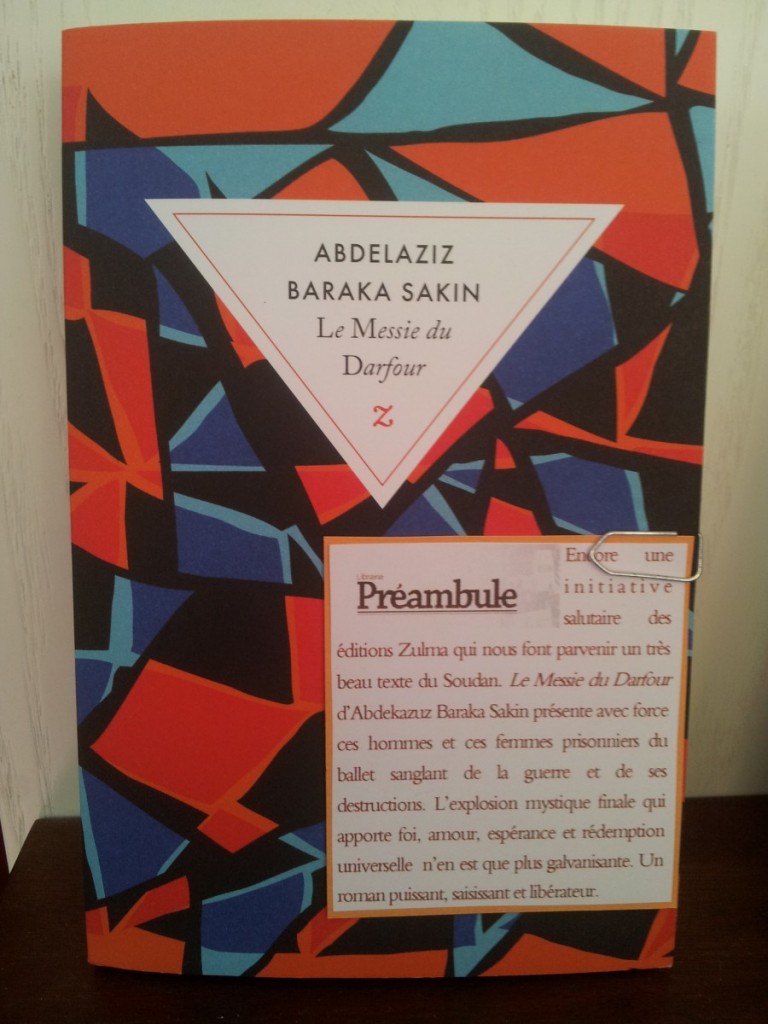 ABDELAZIZ
BARAKA SAKIN
Le Messie du
Darfour
Z
Librairie
Préambule
Encore une
initiative
salutaire des
éditions Zulma qui nous font parvenir un très
beau texte du Soudan. Le Messie du Darfour
d'Abdekazuz Baraka Sakin présente avec force
ces hommes et ces femmes prisonniers du
ballet sanglant de la guerre et de ses
destructions. L'explosion mystique finale qui
apporte foi, amour, espérance et rédemption
universelle n'en est que plus galvanisante. Un
roman puissant, saisissant et libérateur.